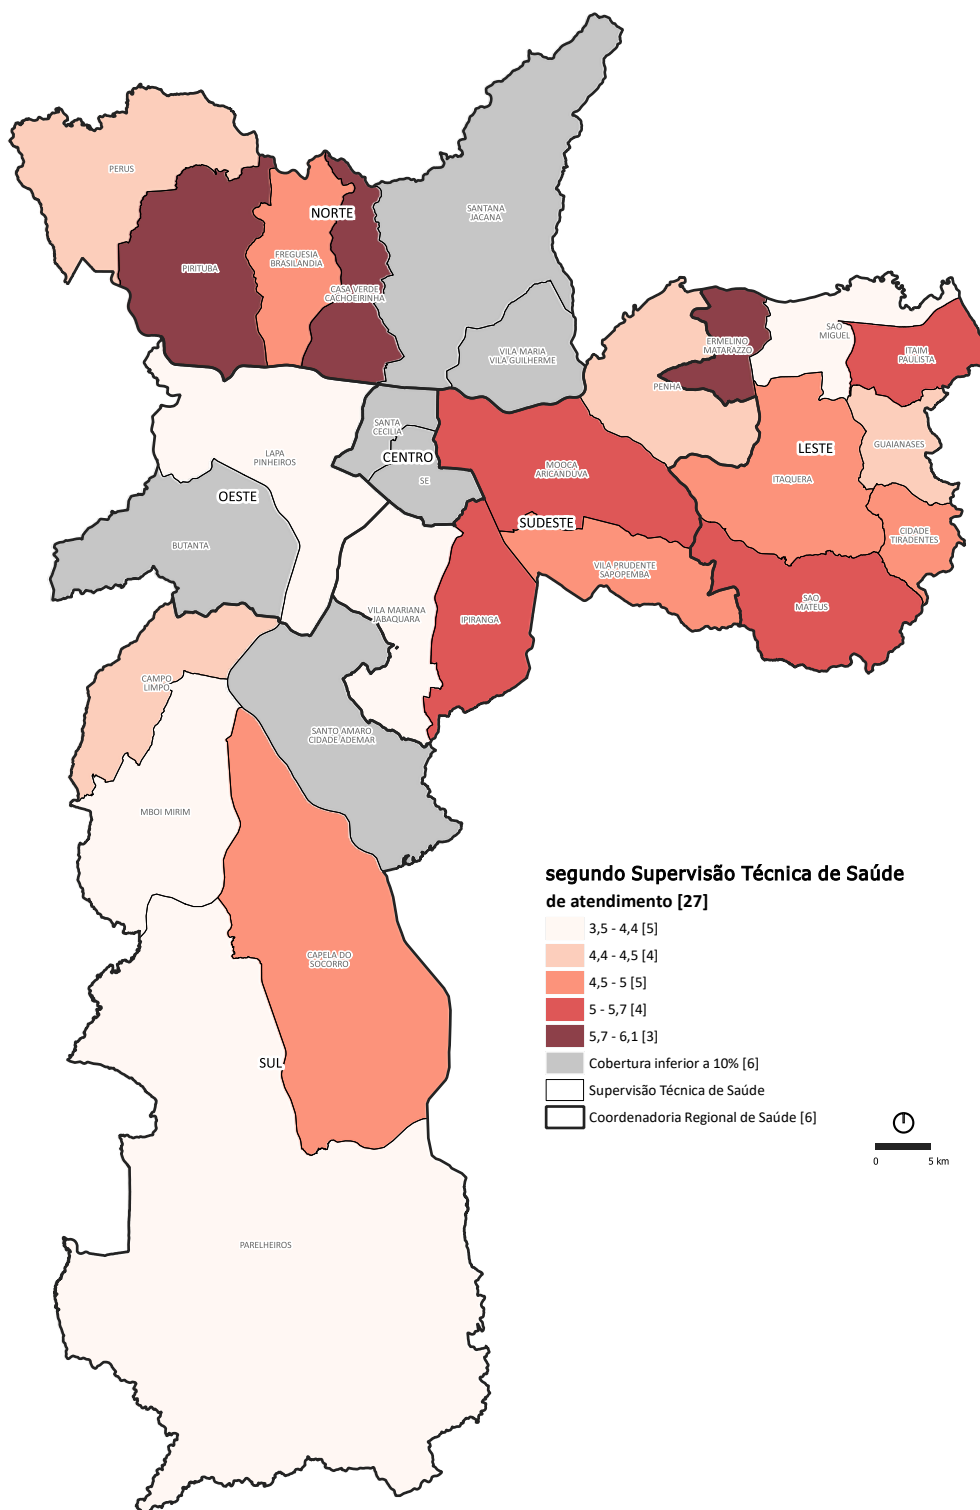 PERUS
SANTANA
JACANA
NORTE
PIRITUBA
FREGUESIA
BRASILANDIA
CASA VERDE
CACHOEIRINHA
VILA MARIA
VILA GUILHERME
ERMELINO
MATARAZZO
SAO
MIGUEL
ITAIM
PAULISTA
PENHA
SANTA
CECILIA
CENTRO
SE
LAPA
PINHEIROS
OESTE
BUTANTA
MOOCA
ARICANDUVA
SUDESTE
LESTE
ITAQUERA
GUAIANASES
CIDADE
TIRADENTES
VILA PRUDENTE
SAPOPEMBA
SAO
MATEUS
VILA MARIANA
JABAQUARA
IPIRANGA
CAMPO
LIMPO
SANTO AMARO
CIDADE ADEMAR
MBOI MIRIM
CAPELA DO
SOCORRO
SUL
PARELHEIROS
segundo Supervisão Técnica de Saúde
de atendimento [27]
3,5 - 4,4 [5]
4,4 - 4,5 [4]
4,5 - 5 [5]
5 - 5,7 [4]
5,7 - 6,1 [3]
Cobertura inferior a 10% [6]
Supervisão Técnica de Saúde
Coordenadoria Regional de Saúde [6]
0 5 km